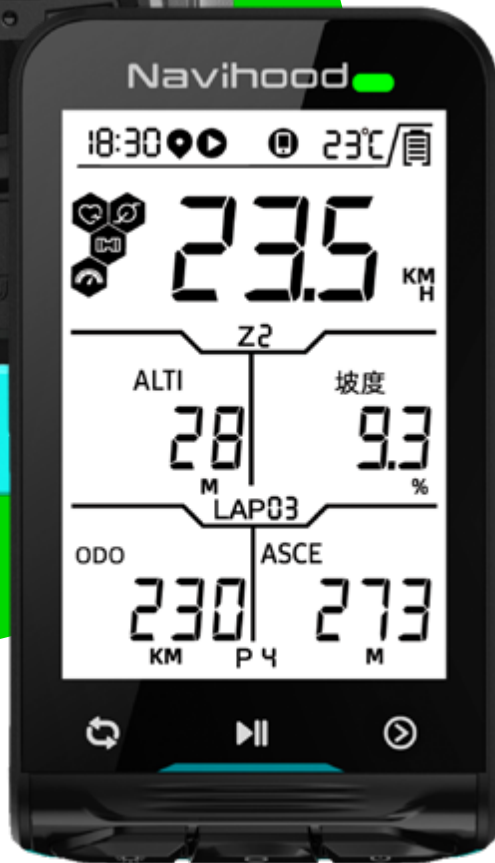 Navihood
18:30 23℃
23.5 KM H
Z2
ALTI 坡度
28 M 9.3 %
LAP03
ODO ASCE
230 KM 273 M
P 4